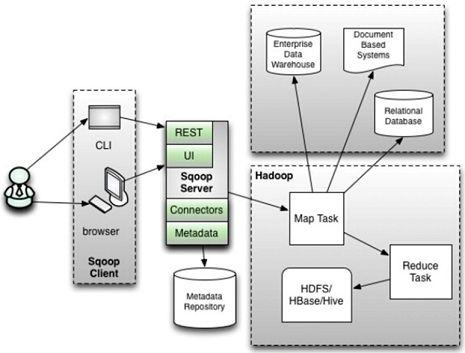 Enterprise
Data
Warehouse
Document
Based
Systems
Relational
Database
CLI
browser
Sqoop
Client
REST
UI
Sqoop
Server
Connectors
Metadata
Metadata
Repository
Hadoop
Map Task
Reduce
Task
HDFS/
HBase/Hive